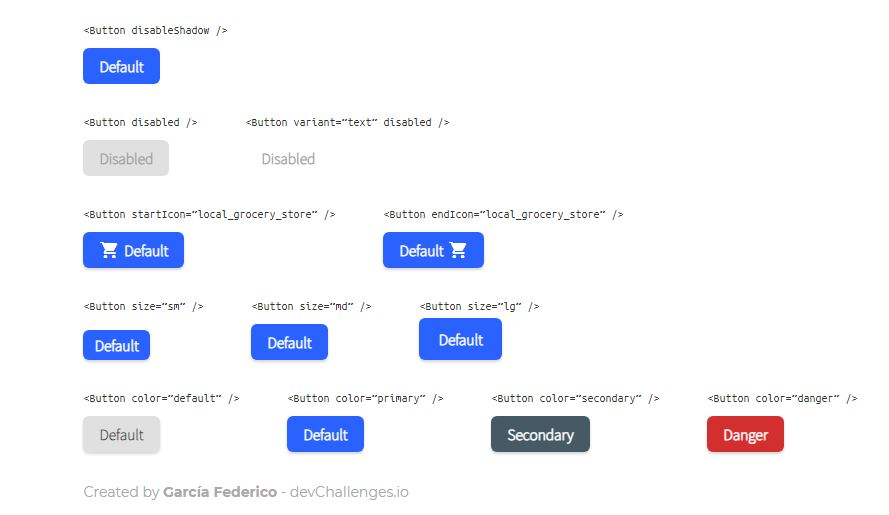 <Button disableShadow />
Default
<Button disabled /> <Button variant=“text” disabled />
Disabled Disabled
<Button startIcon=“local_grocery_store” /> <Button endIcon=“local_grocery_store” />
Default Default
<Button size=“sm” /> <Button size=“md” /> <Button size=“lg” />
Default Default Default
<Button color=“default” /> <Button color=“primary” /> <Button color=“secondary” /> <Button color=“danger” />
Default Default Secondary Danger
Created by García Federico - devChallenges.io